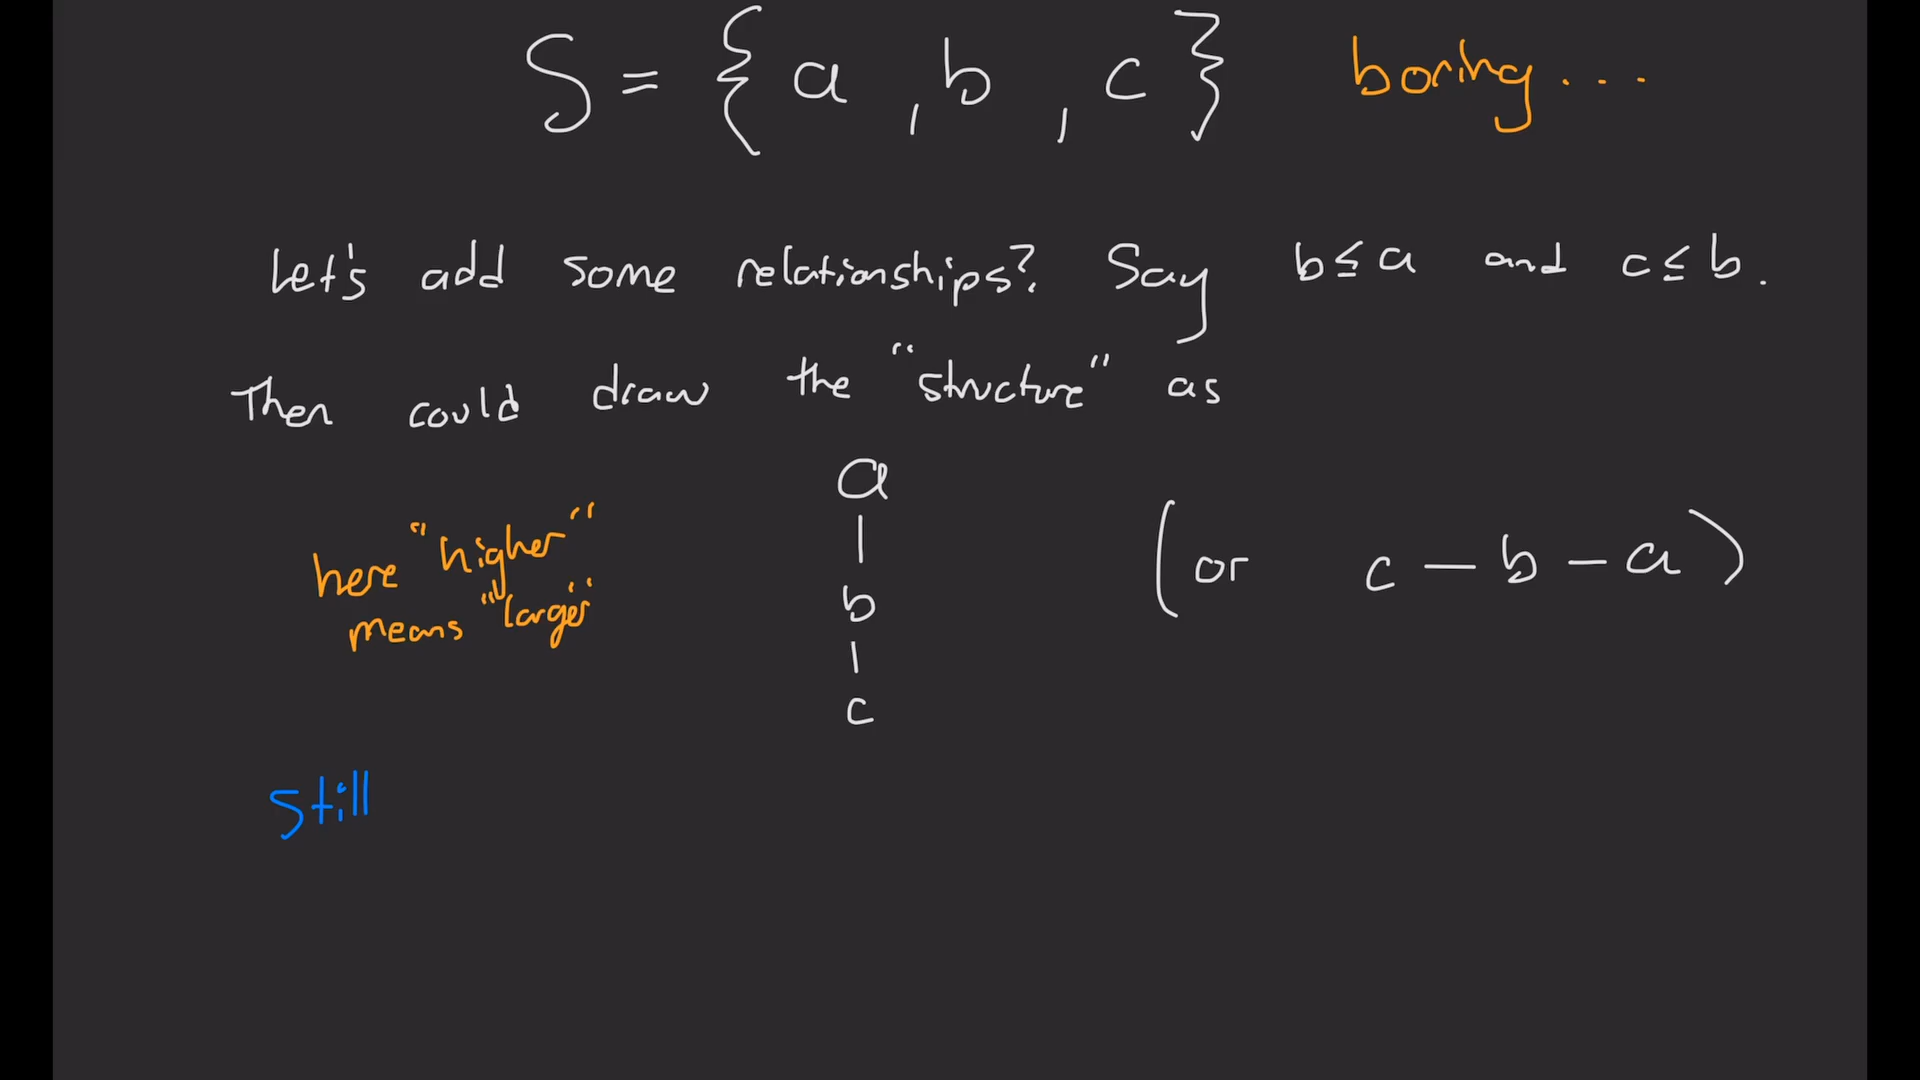 S = { a , b , c } boring...
Let's add some relationships? Say b ≤ a and c ≤ b.
Then could draw the "structure" as
a
here "higher"
means "larger"
b
c
(or c — b — a)
Still